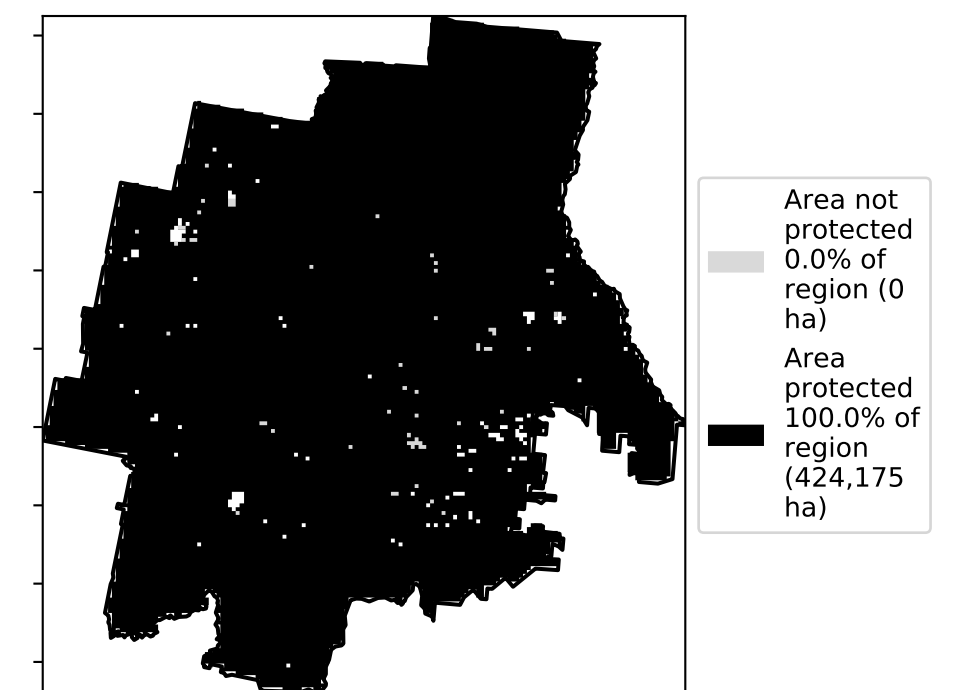 Area not
protected
0.0% of
region (0
ha)
Area
protected
100.0% of
region
(424,175
ha)